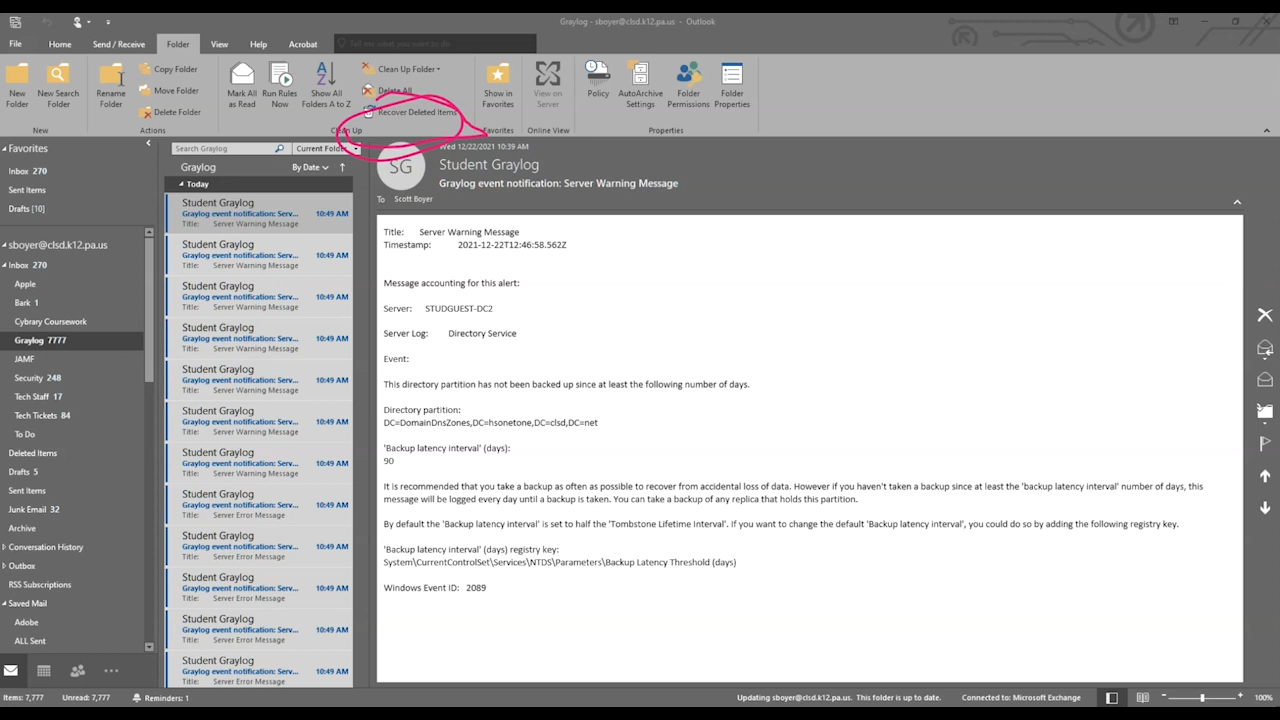 Graylog - sboyer@clsd.k12.pa.us - Outlook
File Home Send / Receive Folder View Help Acrobat Tell me what you want to do
New Folder
New Search Folder
New
Rename Folder
Copy Folder
Move Folder
Delete Folder
Actions
Mark All as Read
Run Rules Now
Show All Folders A to Z
Clean Up Folder
Delete All
Recover Deleted Items
Clean Up
Show in Favorites
Favorites
View on Server
Online View
Policy
AutoArchive Settings
Folder Permissions
Folder Properties
Properties
Favorites
Inbox 270
Sent Items
Drafts [10]
sboyer@clsd.k12.pa.us
Inbox 270
Apple
Bark 1
Cybrary Coursework
Graylog 7777
JAMF
Security 248
Tech Staff 17
Tech Tickets 84
To Do
Deleted Items
Drafts 5
Sent Items
Junk Email 32
Archive
Conversation History
Outbox
RSS Subscriptions
Saved Mail
Adobe
ALL Sent
Search Graylog Current Folder
Graylog By Date
Today
Student Graylog
Graylog event notification: Serv... 10:49 AM
Title: Server Warning Message
Student Graylog
Graylog event notification: Serv... 10:49 AM
Title: Server Warning Message
Student Graylog
Graylog event notification: Serv... 10:49 AM
Title: Server Warning Message
Student Graylog
Graylog event notification: Serv... 10:49 AM
Title: Server Warning Message
Student Graylog
Graylog event notification: Serv... 10:49 AM
Title: Server Warning Message
Student Graylog
Graylog event notification: Serv... 10:49 AM
Title: Server Warning Message
Student Graylog
Graylog event notification: Serv... 10:49 AM
Title: Server Warning Message
Student Graylog
Graylog event notification: Serv... 10:49 AM
Title: Server Error Message
Student Graylog
Graylog event notification: Serv... 10:49 AM
Title: Server Error Message
Student Graylog
Graylog event notification: Serv... 10:49 AM
Title: Server Error Message
Student Graylog
Graylog event notification: Serv... 10:49 AM
Title: Server Error Message
Student Graylog
Graylog event notification: Serv... 10:49 AM
Title: Server Error Message
Wed 12/22/2021 10:39 AM
SG
Student Graylog
Graylog event notification: Server Warning Message
To Scott Boyer
Title: Server Warning Message
Timestamp: 2021-12-22T12:46:58.562Z
Message accounting for this alert:
Server: STUDGUEST-DC2
Server Log: Directory Service
Event:
This directory partition has not been backed up since at least the following number of days.
Directory partition:
DC=DomainDnsZones,DC=hsonetone,DC=clsd,DC=net
'Backup latency interval' (days):
90
It is recommended that you take a backup as often as possible to recover from accidental loss of data. However if you haven't taken a backup since at least the 'backup latency interval' number of days, this
message will be logged every day until a backup is taken. You can take a backup of any replica that holds this partition.
By default the 'Backup latency interval' is set to half the 'Tombstone Lifetime Interval'. If you want to change the default 'Backup latency interval', you could do so by adding the following registry key.
'Backup latency interval' (days) registry key:
System\CurrentControlSet\Services\NTDS\Parameters\Backup Latency Threshold (days)
Windows Event ID: 2089
Items: 7,777 Unread: 7,777 Reminders: 1 Updating sboyer@clsd.k12.pa.us. This folder is up to date. Connected to: Microsoft Exchange 100%